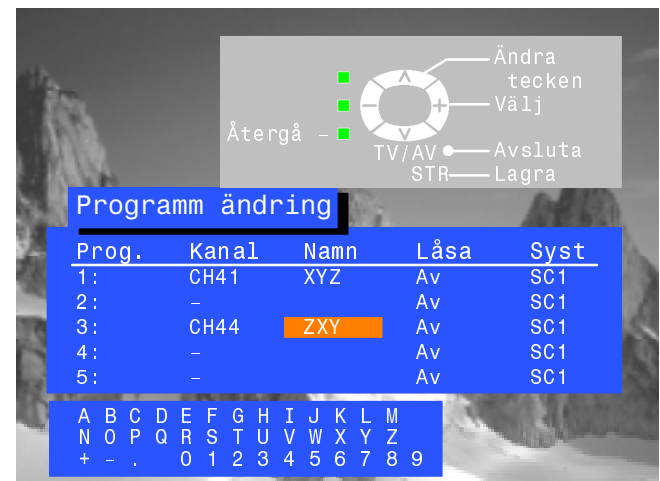 Ändra
tecken
Välj
Återgå –
TV/AV Avsluta
STR Lagra
Programm ändring
Prog. Kanal Namn Låsa Syst
1: CH41 XYZ Av SC1
2: – Av SC1
3: CH44 ZXY Av SC1
4: – Av SC1
5: – Av SC1
A B C D E F G H I J K L M
N O P Q R S T U V W X Y Z
+ – . 0 1 2 3 4 5 6 7 8 9